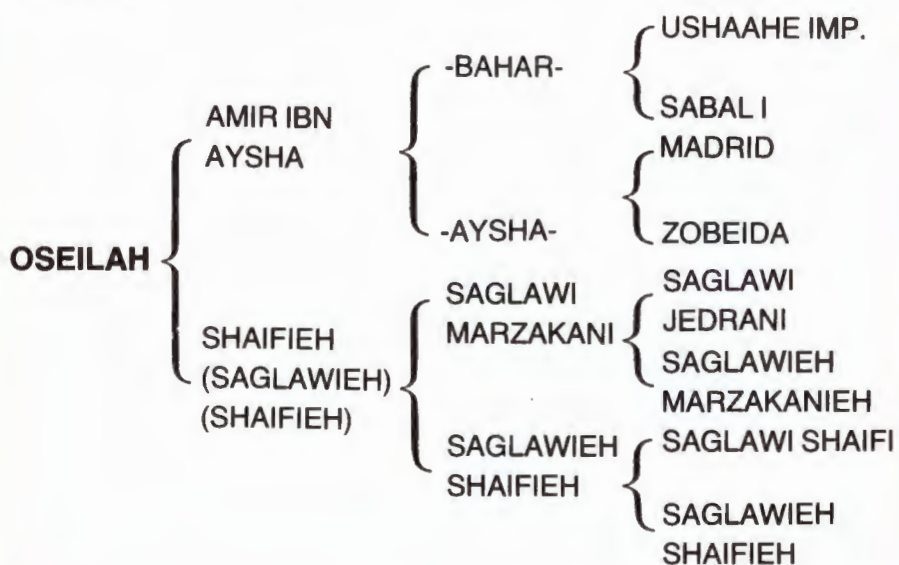 USHAAHE IMP.
-BAHAR-
SABAL I
AMIR IBN
AYSHA
MADRID
-AYSHA-
ZOBEIDA
OSEILAH
SAGLAWI
MARZAKANI
SAGLAWI
JEDRANI
SAGLAWIEH
MARZAKANIEH
SHAIFIEH
(SAGLAWIEH)
(SHAIFIEH)
SAGLAWIEH
SHAIFIEH
SAGLAWI SHAIFI
SAGLAWIEH
SHAIFIEH